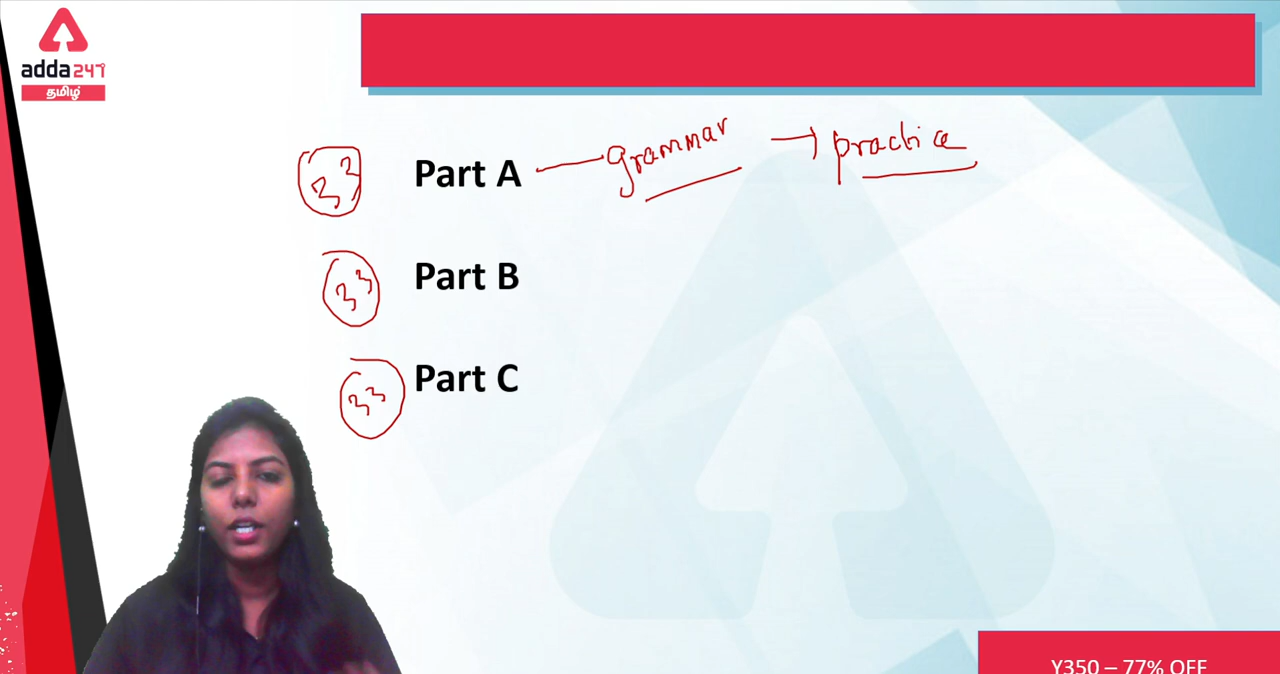 adda247
தமிழ்
33 Part A — grammar → practice
33 Part B
33 Part C
Y350 – 77% OFF